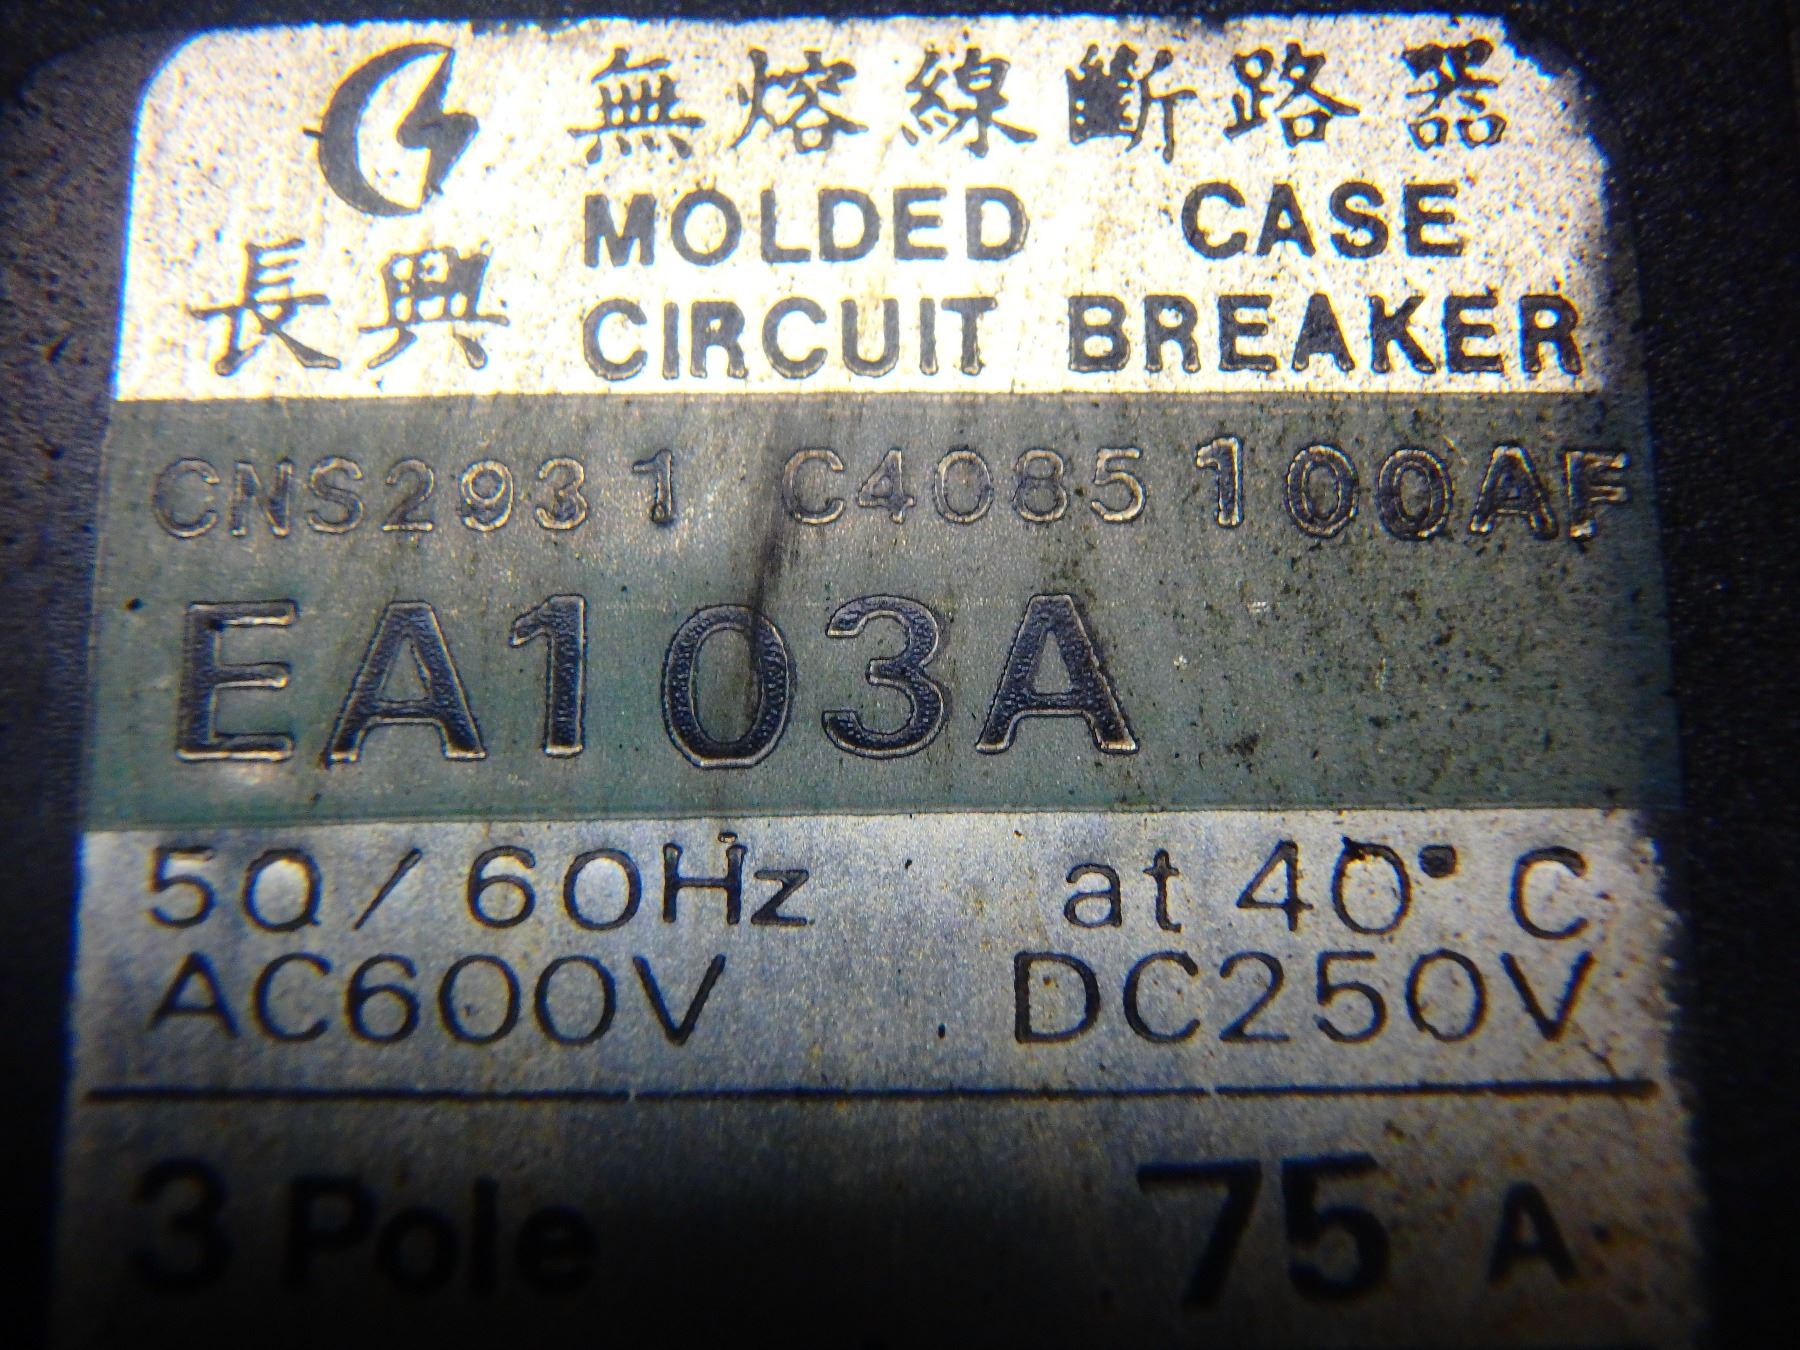 無熔線斷路器
MOLDED CASE
長興 CIRCUIT BREAKER
CNS2931 C4085 100AF
EA103A
50/60Hz at 40°C
AC600V DC250V
3 Pole 75 A